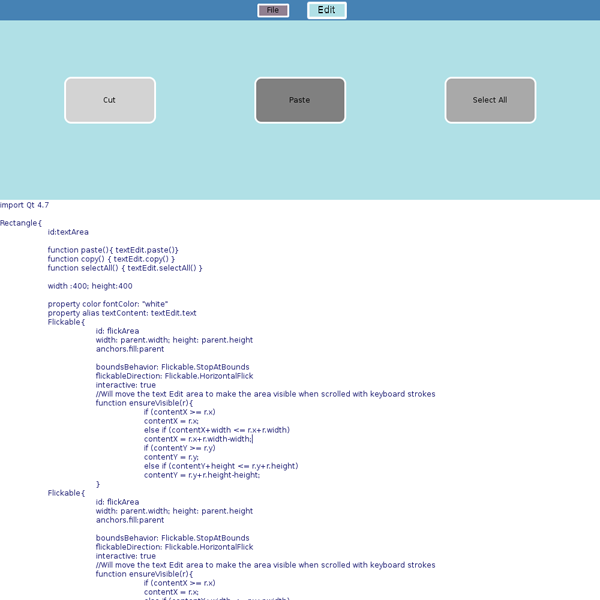 File Edit
Cut Paste Select All
import Qt 4.7
Rectangle{
id:textArea
function paste(){ textEdit.paste()}
function copy() { textEdit.copy() }
function selectAll() { textEdit.selectAll() }
width :400; height:400
property color fontColor: "white"
property alias textContent: textEdit.text
Flickable{
id: flickArea
width: parent.width; height: parent.height
anchors.fill:parent
boundsBehavior: Flickable.StopAtBounds
flickableDirection: Flickable.HorizontalFlick
interactive: true
//Will move the text Edit area to make the area visible when scrolled with keyboard strokes
function ensureVisible(r){
if (contentX >= r.x)
contentX = r.x;
else if (contentX+width <= r.x+r.width)
contentX = r.x+r.width-width;
if (contentY >= r.y)
contentY = r.y;
else if (contentY+height <= r.y+r.height)
contentY = r.y+r.height-height;
}
Flickable{
id: flickArea
width: parent.width; height: parent.height
anchors.fill:parent
boundsBehavior: Flickable.StopAtBounds
flickableDirection: Flickable.HorizontalFlick
interactive: true
//Will move the text Edit area to make the area visible when scrolled with keyboard strokes
function ensureVisible(r){
if (contentX >= r.x)
contentX = r.x;